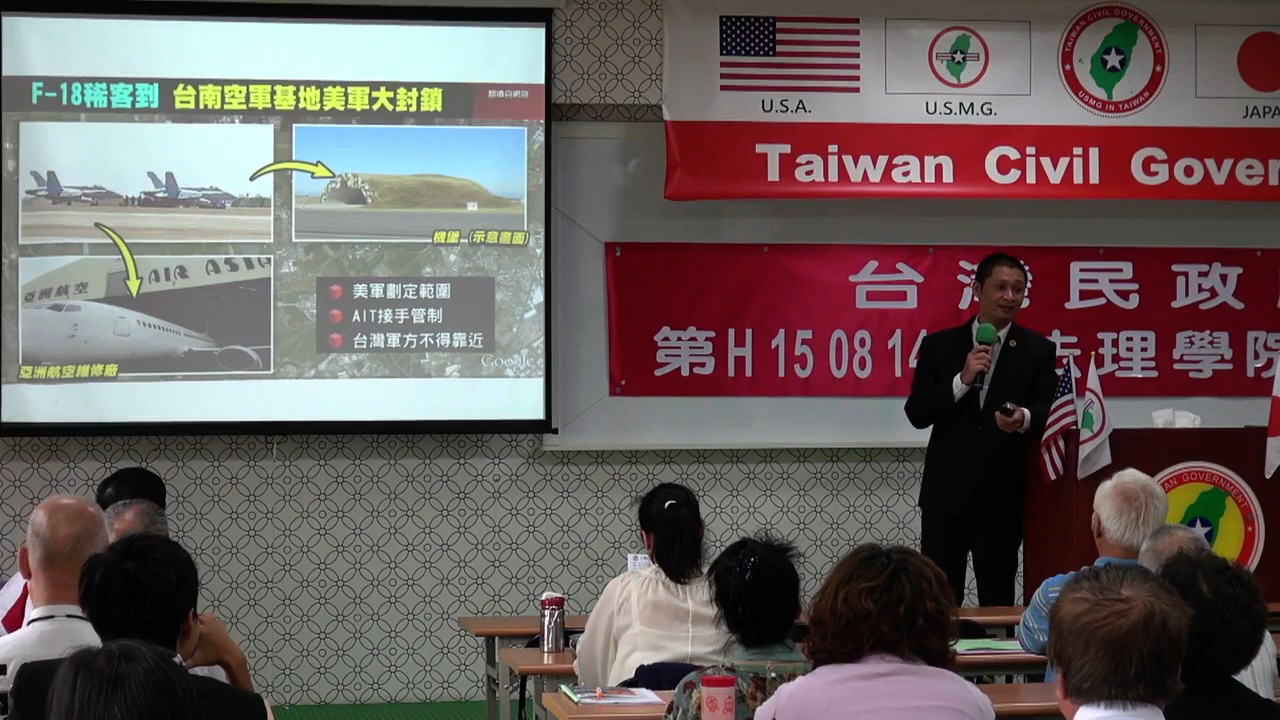 F-18稀客到 台南空軍基地美軍大封鎖
機堡 (示意畫面)
亞洲航空
AIR ASIA
亞洲航空維修廠
美軍劃定範圍
AIT接手管制
台灣軍方不得靠近
Google
U.S.A.
U.S.M.G.
TAIWAN CIVIL GOVERNMENT
USMG IN TAIWAN
JAPA
Taiwan Civil Gover
台灣民政
第H 15 08 14 法理學院